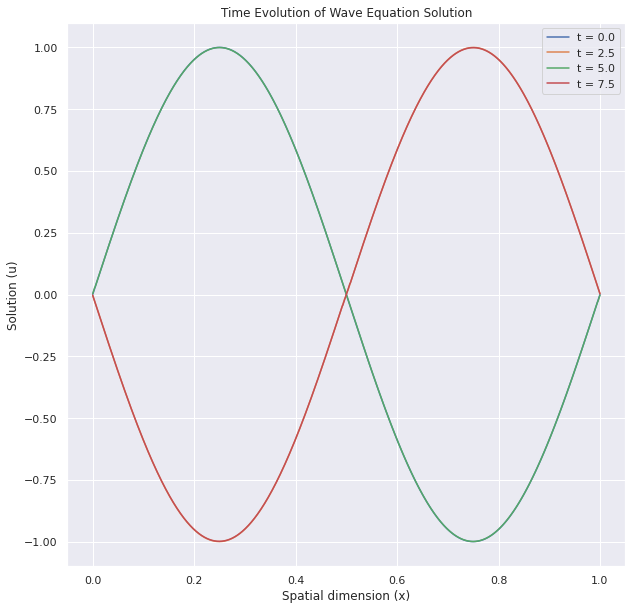 Time Evolution of Wave Equation Solution
t = 0.0
t = 2.5
t = 5.0
t = 7.5
1.00
0.75
0.50
0.25
0.00
−0.25
−0.50
−0.75
−1.00
Solution (u)
0.0 0.2 0.4 0.6 0.8 1.0
Spatial dimension (x)